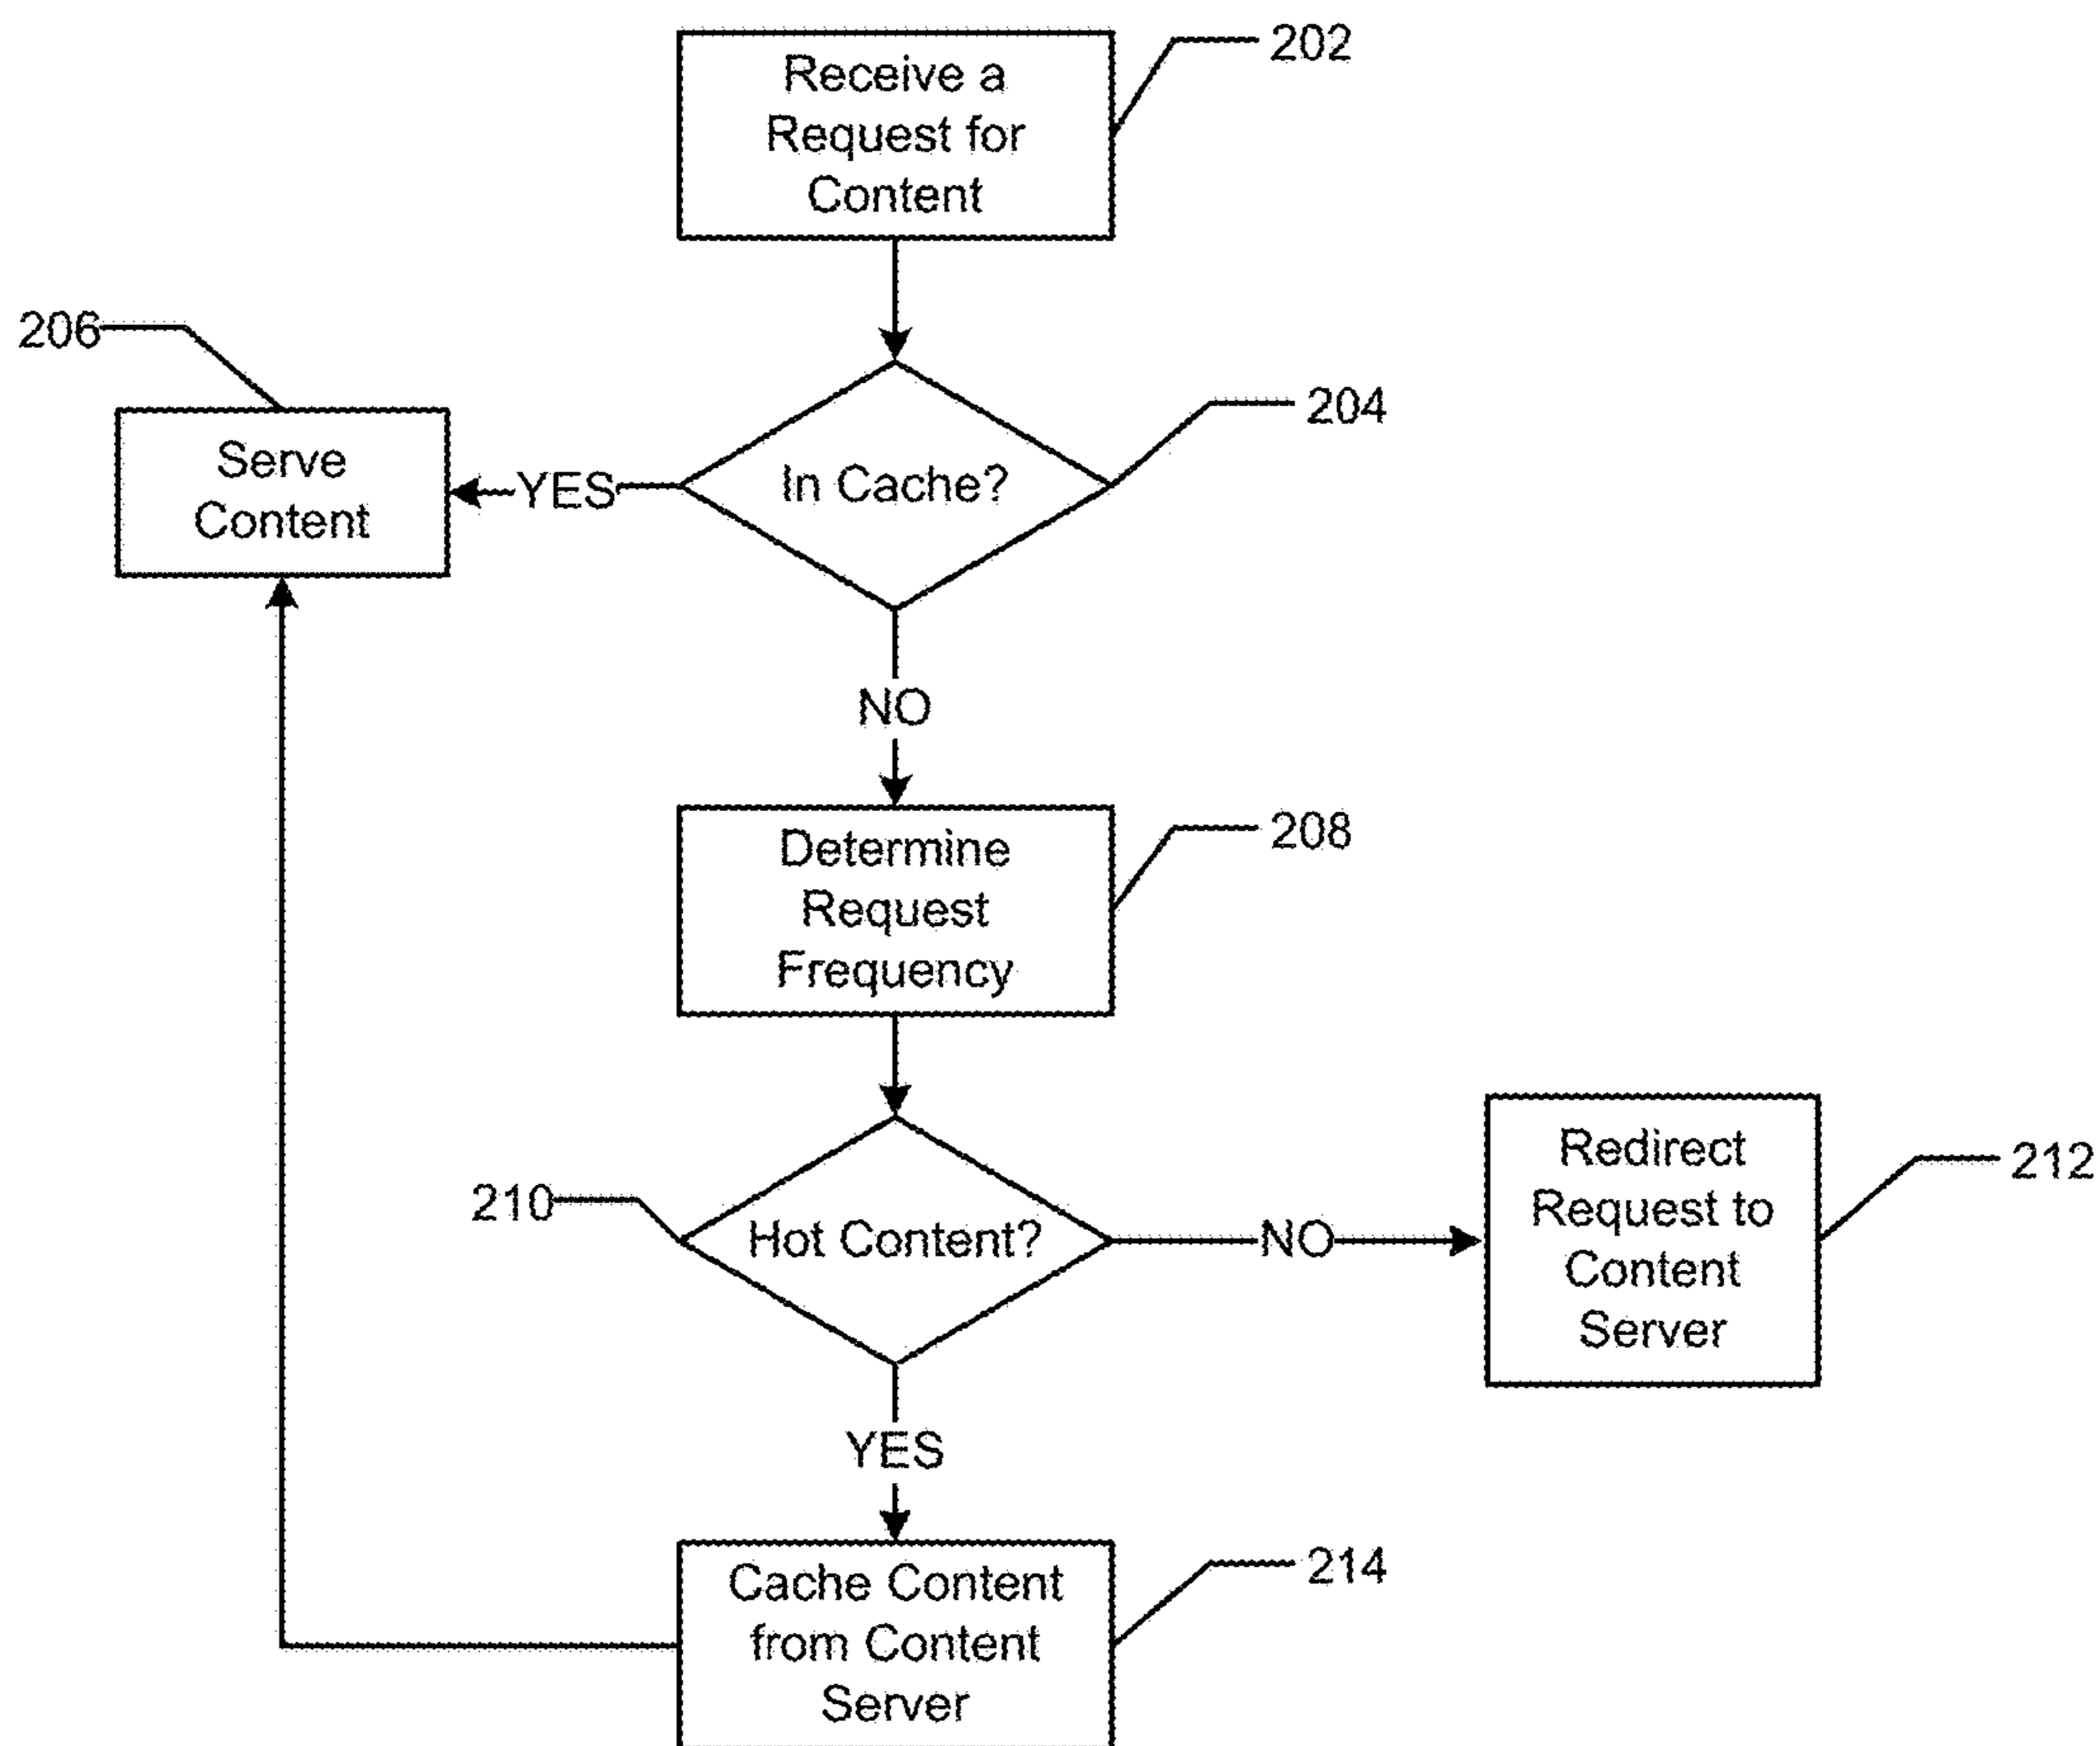 Receive a
Request for
Content
202
206
Serve
Content
YES
In Cache?
204
NO
Determine
Request
Frequency
208
210
Hot Content?
NO
Redirect
Request to
Content
Server
212
YES
Cache Content
from Content
Server
214